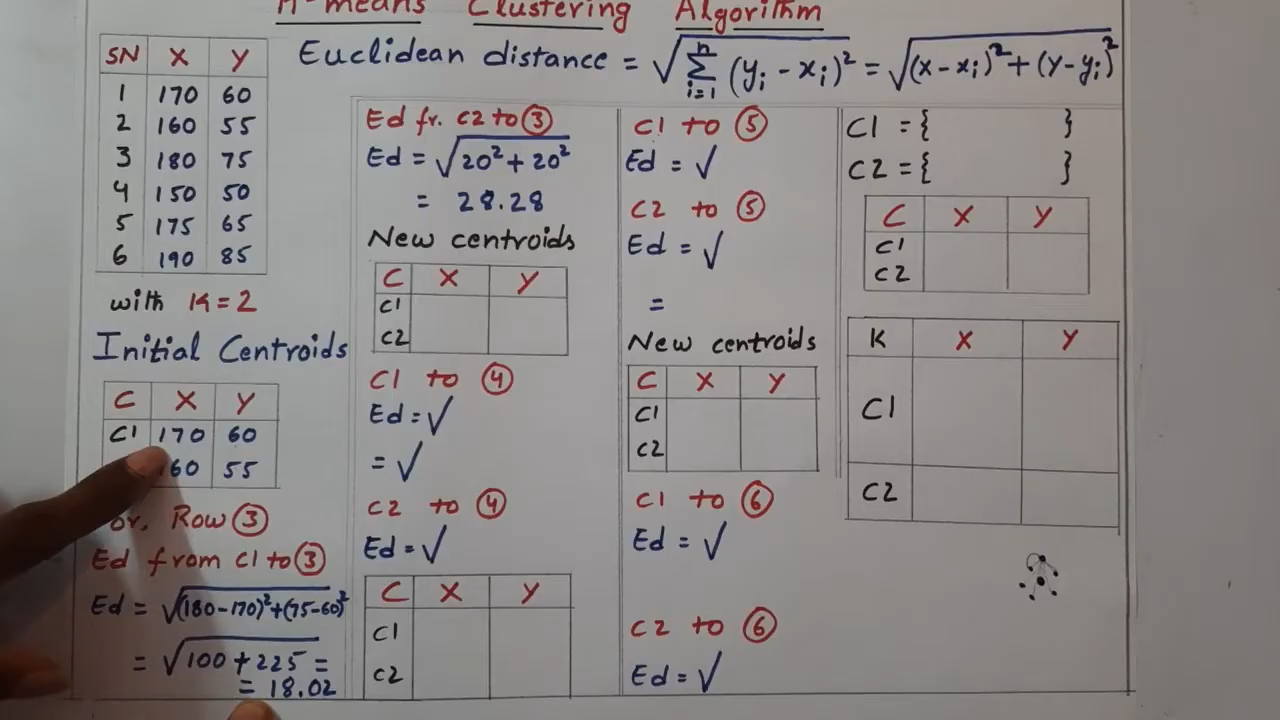 K-means Clustering Algorithm
Euclidean distance = √ Σ i=1 n (yi - xi)² = √(x-xi)² + (y-yi)²
SN X Y
1 170 60
2 160 55
3 180 75
4 150 50
5 175 65
6 190 85
with K=2
Initial Centroids
C X Y
C1 170 60
60 55
or, Row ③
Ed from C1 to ③
Ed = √(180-170)²+(75-60)²
= √100 + 225 =
= 18.02
Ed fr. C2 to ③
Ed = √20² + 20²
= 28.28
New centroids
C X Y
C1
C2
C1 to ④
Ed = √
= √
C2 to ④
Ed = √
C X Y
C1
C2
C1 to ⑤
Ed = √
C2 to ⑤
Ed = √
=
New centroids
C X Y
C1
C2
C1 to ⑥
Ed = √
C2 to ⑥
Ed = √
C1 = { }
C2 = { }
C X Y
C1
C2
K X Y
C1
C2